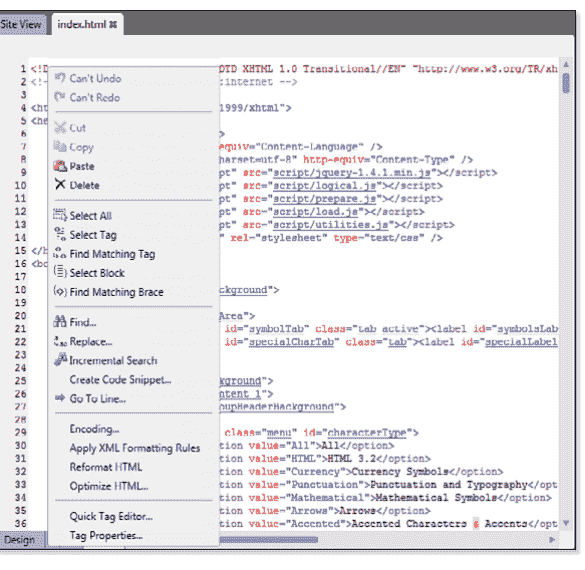 Site View
index.html
1 <!D
OTD XHTML 1.0 Transitional//EN" "http://www.w3.org/TR/xh
2 <!-
:internet -->
3
4 <ht
1999/xhtml">
5 <he
6
>
7
equiv="Content-Language" />
8
harset=utf-8" http-equiv="Content-Type" />
9
pt" src="script/jquery-1.4.1.min.js"></script>
10
pt" src="script/logical.js"></script>
11
pt" src="script/prepare.js"></script>
12
pt" src="script/load.js"></script>
13
pt" src="script/utilities.js"></script>
14
" rel="stylesheet" type="text/css" />
15 </h
16 <bo
17
18
ckground">
19
20
Area">
21
id="symbolTab" class="tab active"><label id="symbolsLab
22
id="specialCharTab" class="tab"><label id="specialLabel
23
24
25
kground">
26
ntent 1">
27
oupHeaderBackground">
28
29
class="menu" id="characterType">
30
tion value="All">All</option>
31
tion value="HTML">HTML 3.2</option>
32
tion value="Currency">Currency Symbols</option>
33
tion value="Punctuation">Punctuation and Typography</opt
34
tion value="Mathematical">Mathematical Symbols</option>
35
tion value="Arrows">Arrows</option>
36
tion value="Accented">Accented Characters & Accents</opt
Can't Undo
Can't Redo
Cut
Copy
Paste
Delete
Select All
Select Tag
Find Matching Tag
Select Block
Find Matching Brace
Find...
Replace...
Incremental Search
Create Code Snippet...
Go To Line...
Encoding...
Apply XML Formatting Rules
Reformat HTML
Optimize HTML...
Quick Tag Editor...
Tag Properties...
Design